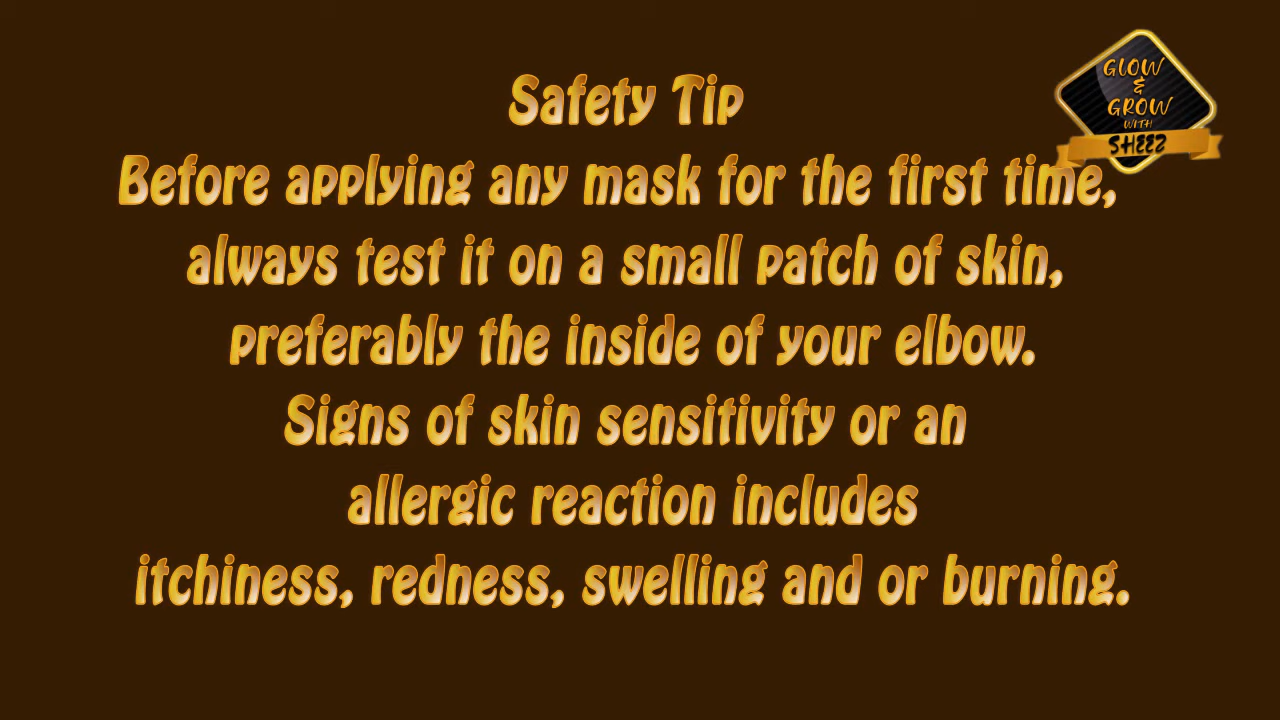 Safety Tip
Before applying any mask for the first time,
always test it on a small patch of skin,
preferably the inside of your elbow.
Signs of skin sensitivity or an
allergic reaction includes
itchiness, redness, swelling and or burning.
GLOW
&
GROW
WITH
SHEEZ